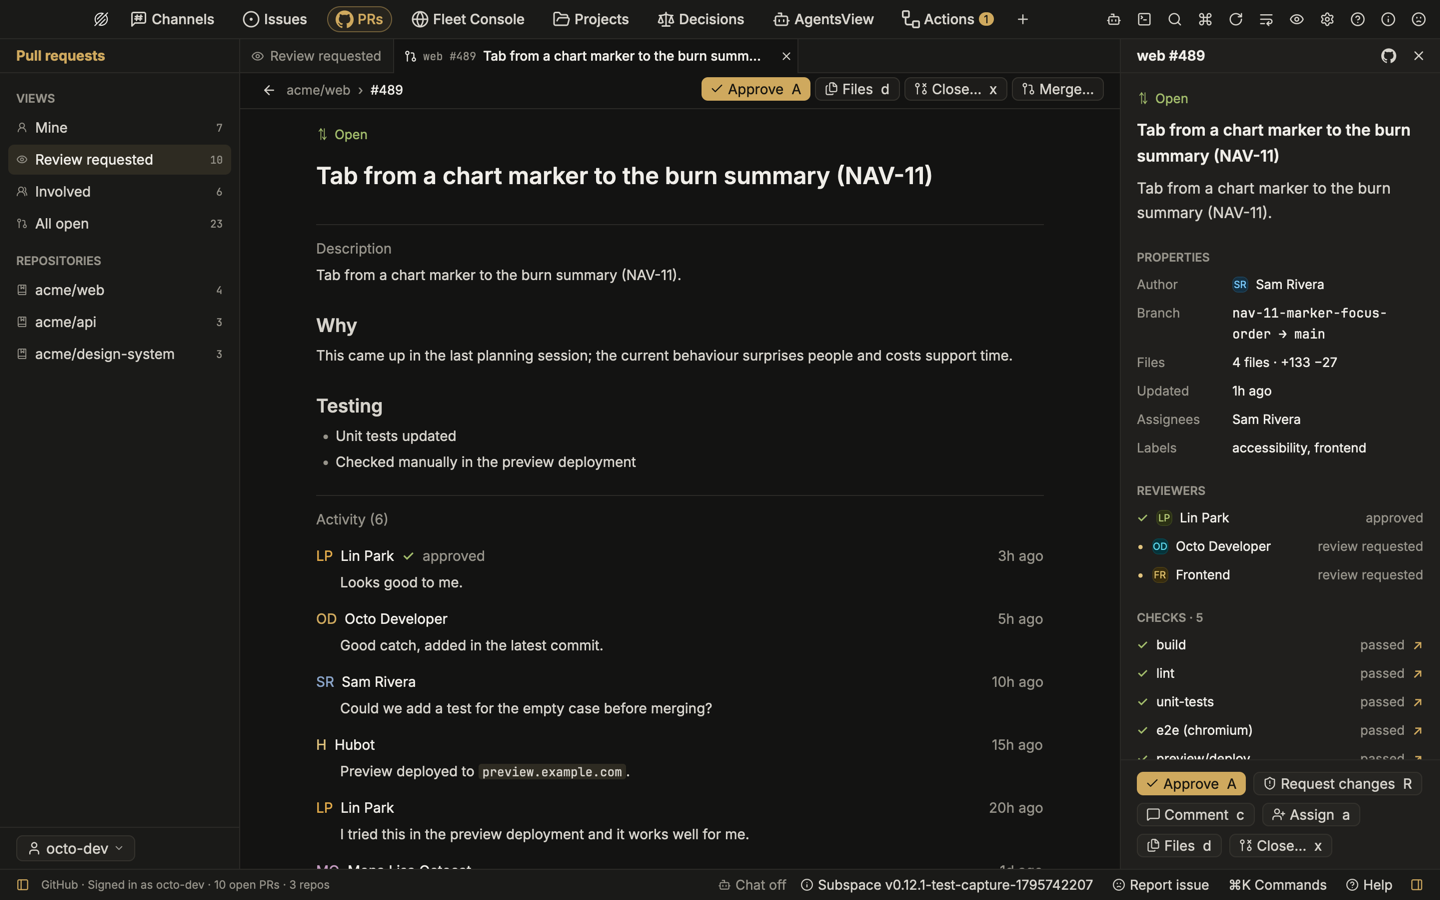 Channels
Issues
PRs
Fleet Console
Projects
Decisions
AgentsView
Actions 1
Pull requests
VIEWS
Mine 7
Review requested 10
Involved 6
All open 23
REPOSITORIES
acme/web 4
acme/api 3
acme/design-system 3
octo-dev
Review requested
web #489 Tab from a chart marker to the burn summ...
acme/web › #489
Approve A
Files d
Close... x
Merge...
Open
Tab from a chart marker to the burn summary (NAV-11)
Description
Tab from a chart marker to the burn summary (NAV-11).
Why
This came up in the last planning session; the current behaviour surprises people and costs support time.
Testing
• Unit tests updated
• Checked manually in the preview deployment
Activity (6)
LP Lin Park ✓ approved 3h ago
Looks good to me.
OD Octo Developer 5h ago
Good catch, added in the latest commit.
SR Sam Rivera 10h ago
Could we add a test for the empty case before merging?
H Hubot 15h ago
Preview deployed to preview.example.com.
LP Lin Park 20h ago
I tried this in the preview deployment and it works well for me.
web #489
Open
Tab from a chart marker to the burn
summary (NAV-11)
Tab from a chart marker to the burn
summary (NAV-11).
PROPERTIES
Author SR Sam Rivera
Branch nav-11-marker-focus-
order → main
Files 4 files · +133 −27
Updated 1h ago
Assignees Sam Rivera
Labels accessibility, frontend
REVIEWERS
LP Lin Park approved
OD Octo Developer review requested
FR Frontend review requested
CHECKS · 5
build passed
lint passed
unit-tests passed
e2e (chromium) passed
preview/deploy passed
Approve A
Request changes R
Comment c
Assign a
Files d
Close... x
GitHub · Signed in as octo-dev · 10 open PRs · 3 repos
Chat off
Subspace v0.12.1-test-capture-1795742207
Report issue
⌘K Commands
Help